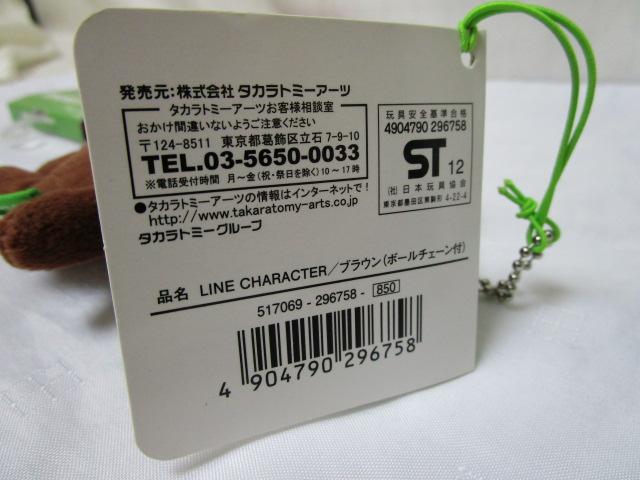 発売元:株式会社 タカラトミーアーツ
タカラトミーアーツお客様相談室
おかけ間違いないようご注意ください
〒124-8511 東京都葛飾区立石7-9-10
TEL.03-5650-0033
※電話受付時間 月〜金(祝・祭日を除く)10〜17時
●タカラトミーアーツの情報はインターネットで!
http://www.takaratomy-arts.co.jp
タカラトミーグループ
玩具安全基準合格
4904790 296758
ST 12
(社)日本玩具協会
東京都墨田区東駒形 4-22-4
品名 LINE CHARACTER/ブラウン(ボールチェーン付)
517069-296758-850
4 904790 296758